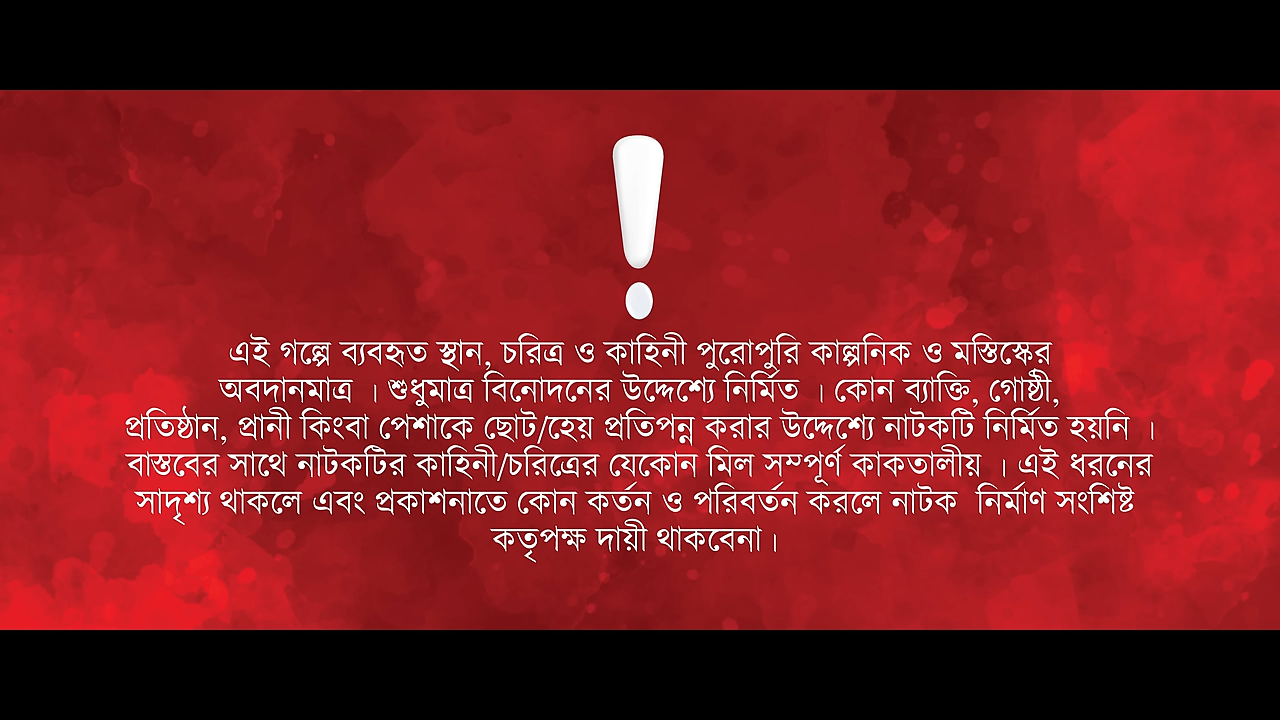 এই গল্পে ব্যবহৃত স্থান, চরিত্র ও কাহিনী পুরোপুরি কাল্পনিক ও মস্তিস্কের
অবদানমাত্র । শুধুমাত্র বিনোদনের উদ্দেশ্যে নির্মিত । কোন ব্যাক্তি, গোষ্ঠী,
প্রতিষ্ঠান, প্রানী কিংবা পেশাকে ছোট/হেয় প্রতিপন্ন করার উদ্দেশ্যে নাটকটি নির্মিত হয়নি ।
বাস্তবের সাথে নাটকটির কাহিনী/চরিত্রের যেকোন মিল সম্পূর্ণ কাকতালীয় । এই ধরনের
সাদৃশ্য থাকলে এবং প্রকাশনাতে কোন কর্তন ও পরিবর্তন করলে নাটক নির্মাণ সংশিষ্ট
কতৃপক্ষ দায়ী থাকবেনা।